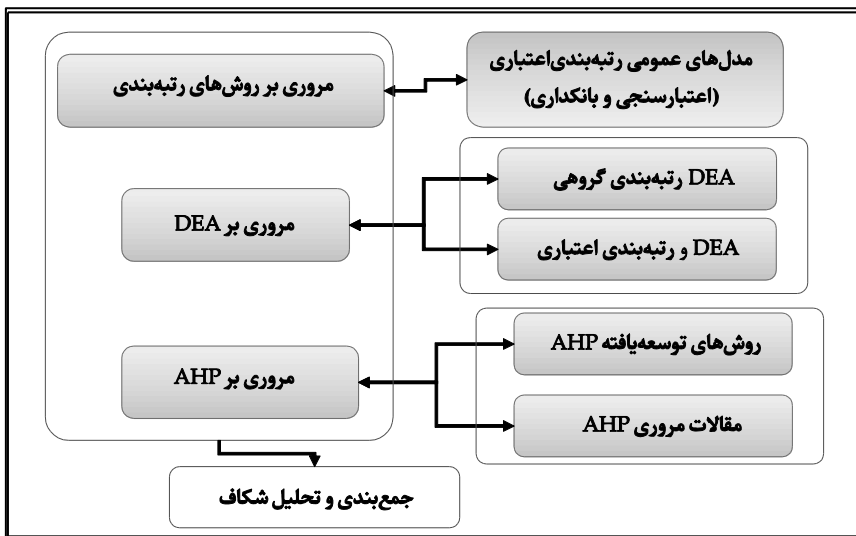 مدل‌های عمومی رتبه‌بندی‌اعتباری
(اعتبارسنجی و بانکداری)
مروری بر روش‌های رتبه‌بندی
DEA رتبه‌بندی گروهی
DEA و رتبه‌بندی اعتباری
مروری بر DEA
روش‌های توسعه‌یافته AHP
مقالات مروری AHP
مروری بر AHP
جمع‌بندی و تحلیل شکاف